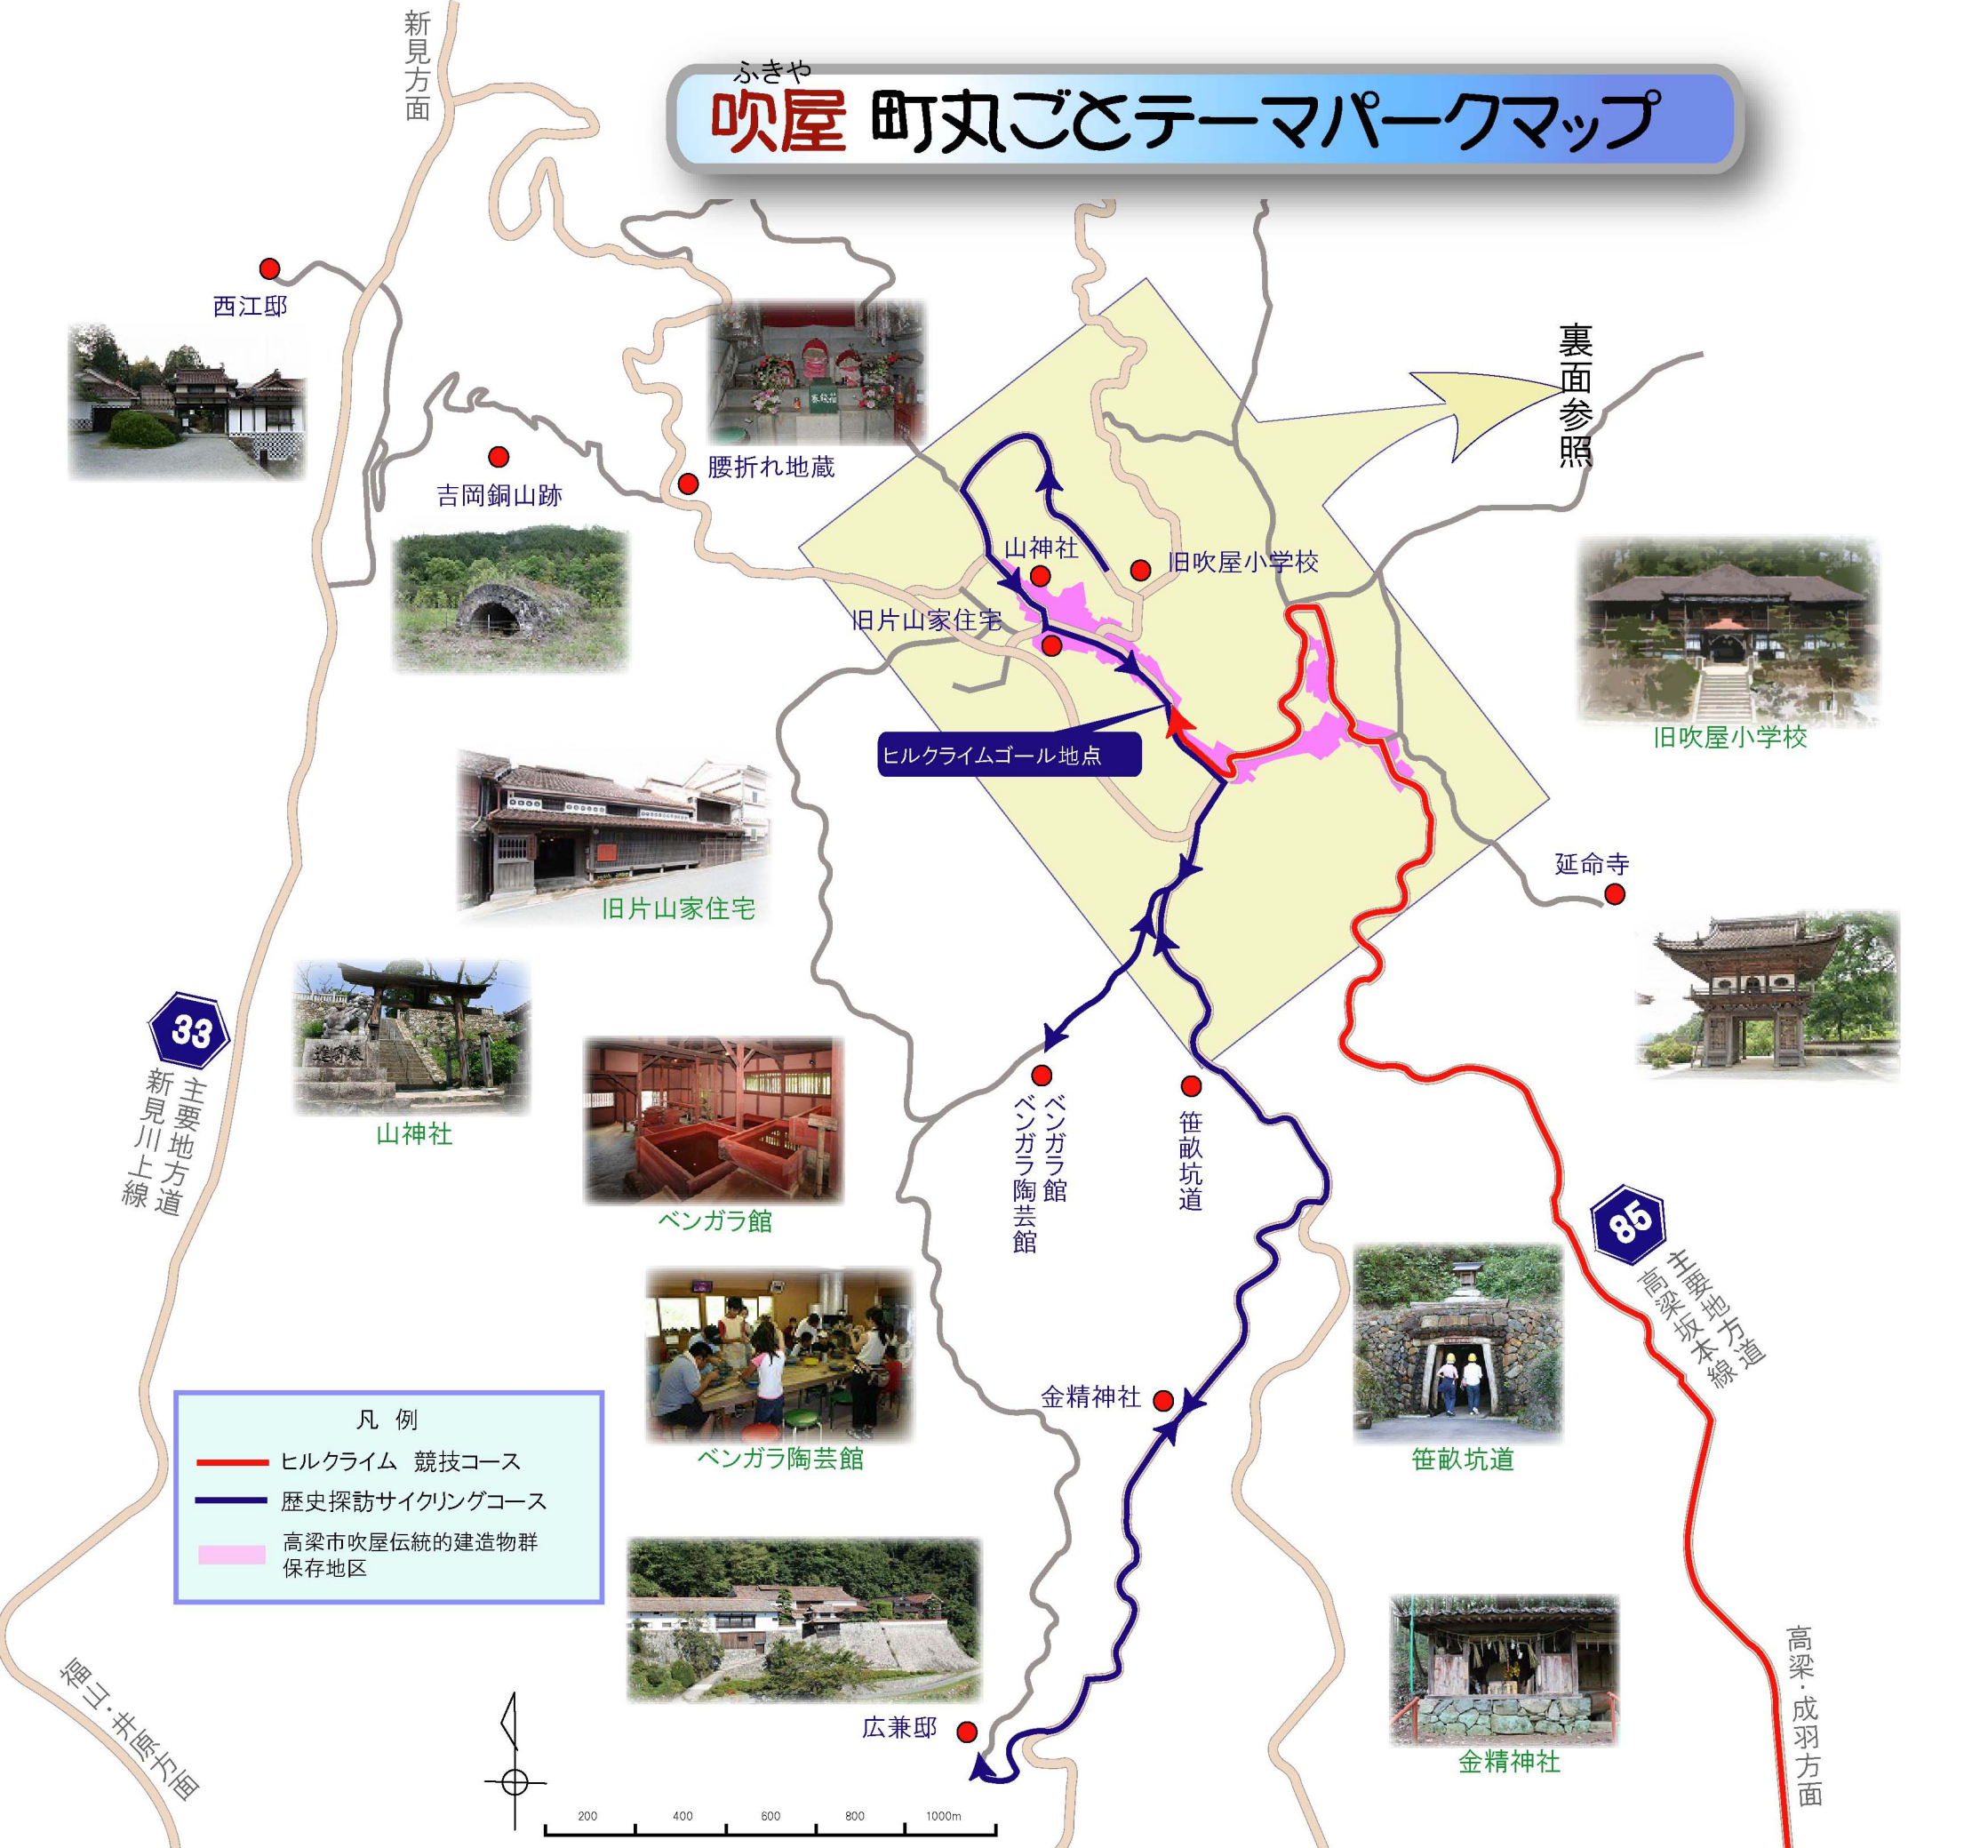 ふきや
吹屋 町丸ごとテーマパークマップ
新見方面
西江邸
吉岡銅山跡
腰折れ地蔵
裏面参照
山神社
旧吹屋小学校
旧片山家住宅
ヒルクライムゴール地点
旧吹屋小学校
旧片山家住宅
延命寺
山神社
33
主要地方道
新見川上線
ベンガラ館
ベンガラ陶芸館
笹畝坑道
ベンガラ館
85
主要地方道
高梁坂本線
ベンガラ陶芸館
金精神社
笹畝坑道
凡 例
ヒルクライム 競技コース
歴史探訪サイクリングコース
高梁市吹屋伝統的建造物群
保存地区
福山・井原方面
広兼邸
金精神社
高梁・成羽方面
200 400 600 800 1000m